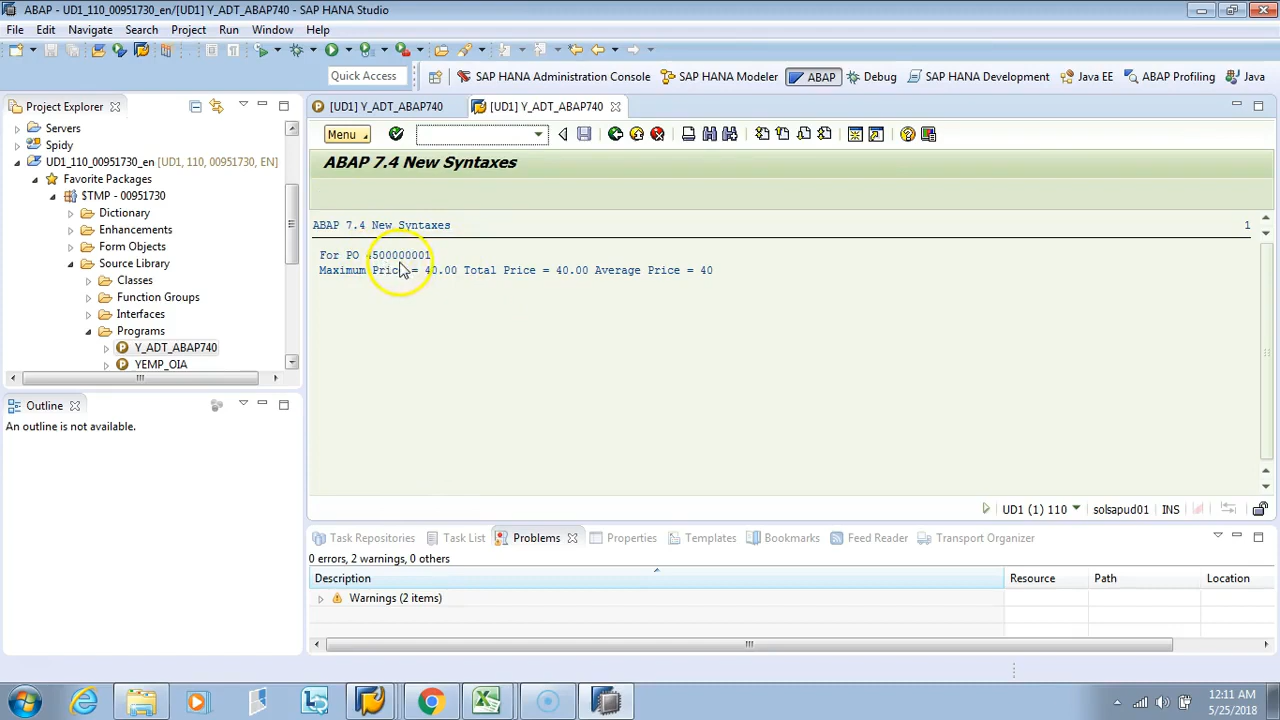 ABAP - UD1_110_00951730_en/[UD1] Y_ADT_ABAP740 - SAP HANA Studio
File Edit Navigate Search Project Run Window Help
Quick Access SAP HANA Administration Console SAP HANA Modeler ABAP Debug SAP HANA Development Java EE ABAP Profiling Java
Project Explorer
Servers
Spidy
UD1_110_00951730_en [UD1, 110, 00951730, EN]
Favorite Packages
$TMP - 00951730
Dictionary
Enhancements
Form Objects
Source Library
Classes
Function Groups
Interfaces
Programs
Y_ADT_ABAP740
YEMP_OIA
Outline
An outline is not available.
[UD1] Y_ADT_ABAP740 [UD1] Y_ADT_ABAP740
Menu
ABAP 7.4 New Syntaxes
ABAP 7.4 New Syntaxes 1
For PO 4500000001
Maximum Price = 40.00 Total Price = 40.00 Average Price = 40
UD1 (1) 110 solsapud01 INS
Task Repositories Task List Problems Properties Templates Bookmarks Feed Reader Transport Organizer
0 errors, 2 warnings, 0 others
Description Resource Path Location
Warnings (2 items)
12:11 AM
5/25/2018